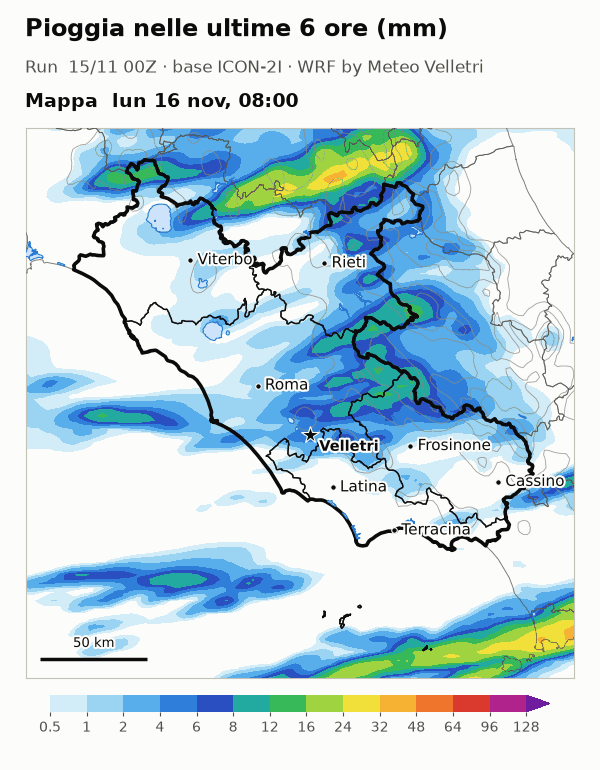 Pioggia nelle ultime 6 ore (mm)
Run  15/11 00Z · base ICON-2I · WRF by Meteo Velletri
Mappa  lun 16 nov, 08:00
Viterbo
Rieti
Roma
Velletri
Frosinone
Latina
Cassino
Terracina
50 km
0.5 1 2 4 6 8 12 16 24 32 48 64 96 128